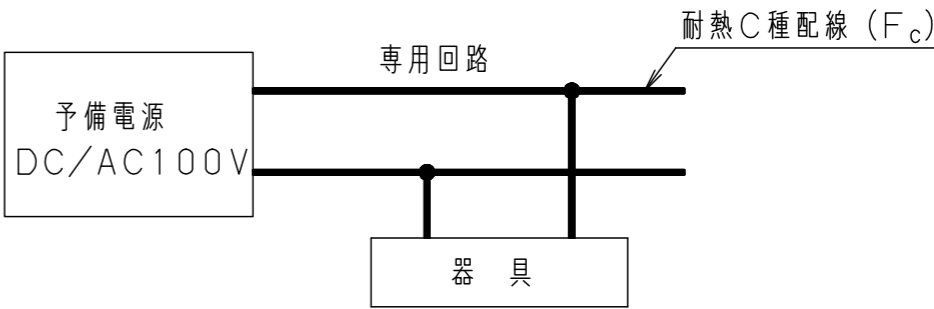 耐熱C種配線（Fc）
専用回路
予備電源
DC/AC100V
器 具